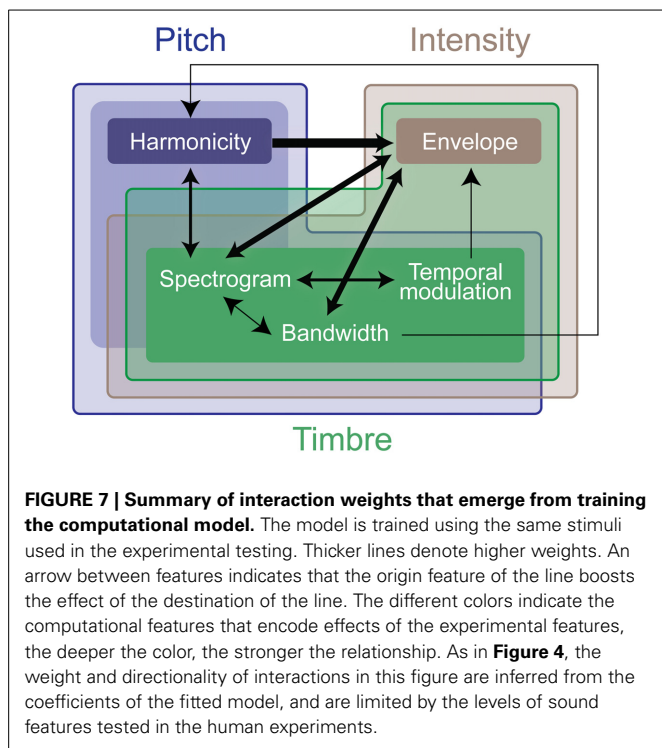 Pitch Intensity
Harmonicity Envelope
Spectrogram Temporal
modulation
Bandwidth
Timbre
FIGURE 7 | Summary of interaction weights that emerge from training
the computational model. The model is trained using the same stimuli
used in the experimental testing. Thicker lines denote higher weights. An
arrow between features indicates that the origin feature of the line boosts
the effect of the destination of the line. The different colors indicate the
computational features that encode effects of the experimental features,
the deeper the color, the stronger the relationship. As in Figure 4, the
weight and directionality of interactions in this figure are inferred from the
coefficients of the fitted model, and are limited by the levels of sound
features tested in the human experiments.